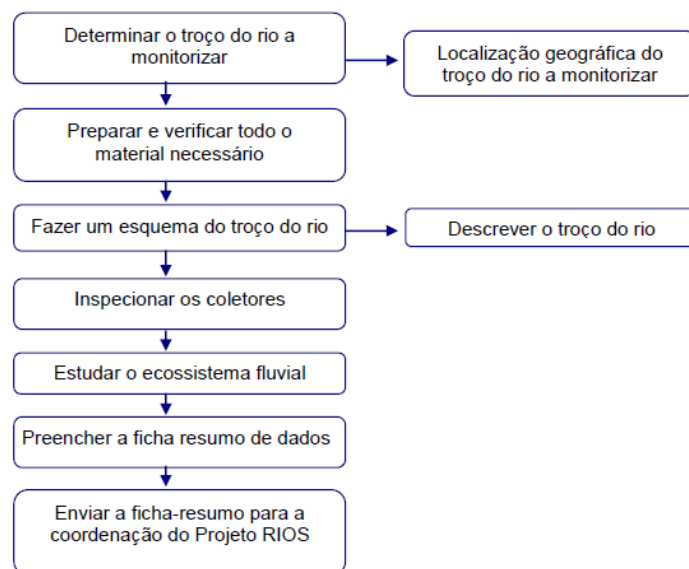 Determinar o troço do rio a
monitorizar
Localização geográfica do
troço do rio a monitorizar
Preparar e verificar todo o
material necessário
Fazer um esquema do troço do rio
Descrever o troço do rio
Inspecionar os coletores
Estudar o ecossistema fluvial
Preencher a ficha resumo de dados
Enviar a ficha-resumo para a
coordenação do Projeto RIOS